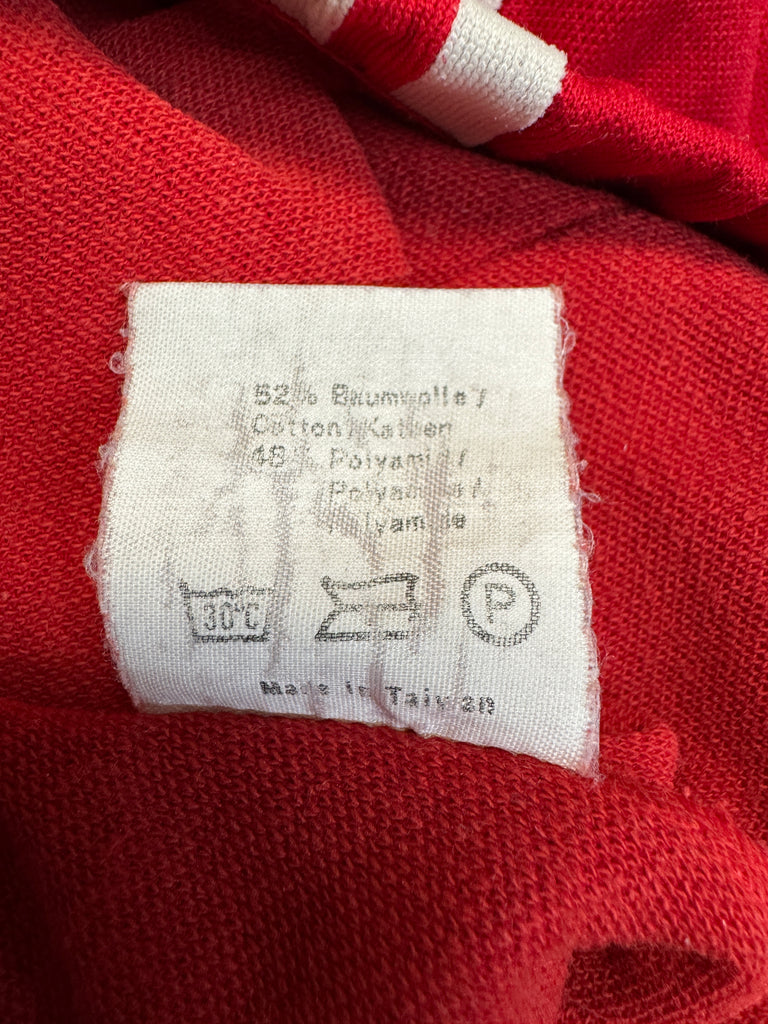 52% Baumwolle/
Cotton/Katoen
48% Polyamid/
Polyamide/
Polyamide
30°C
P
Made in Taiwan